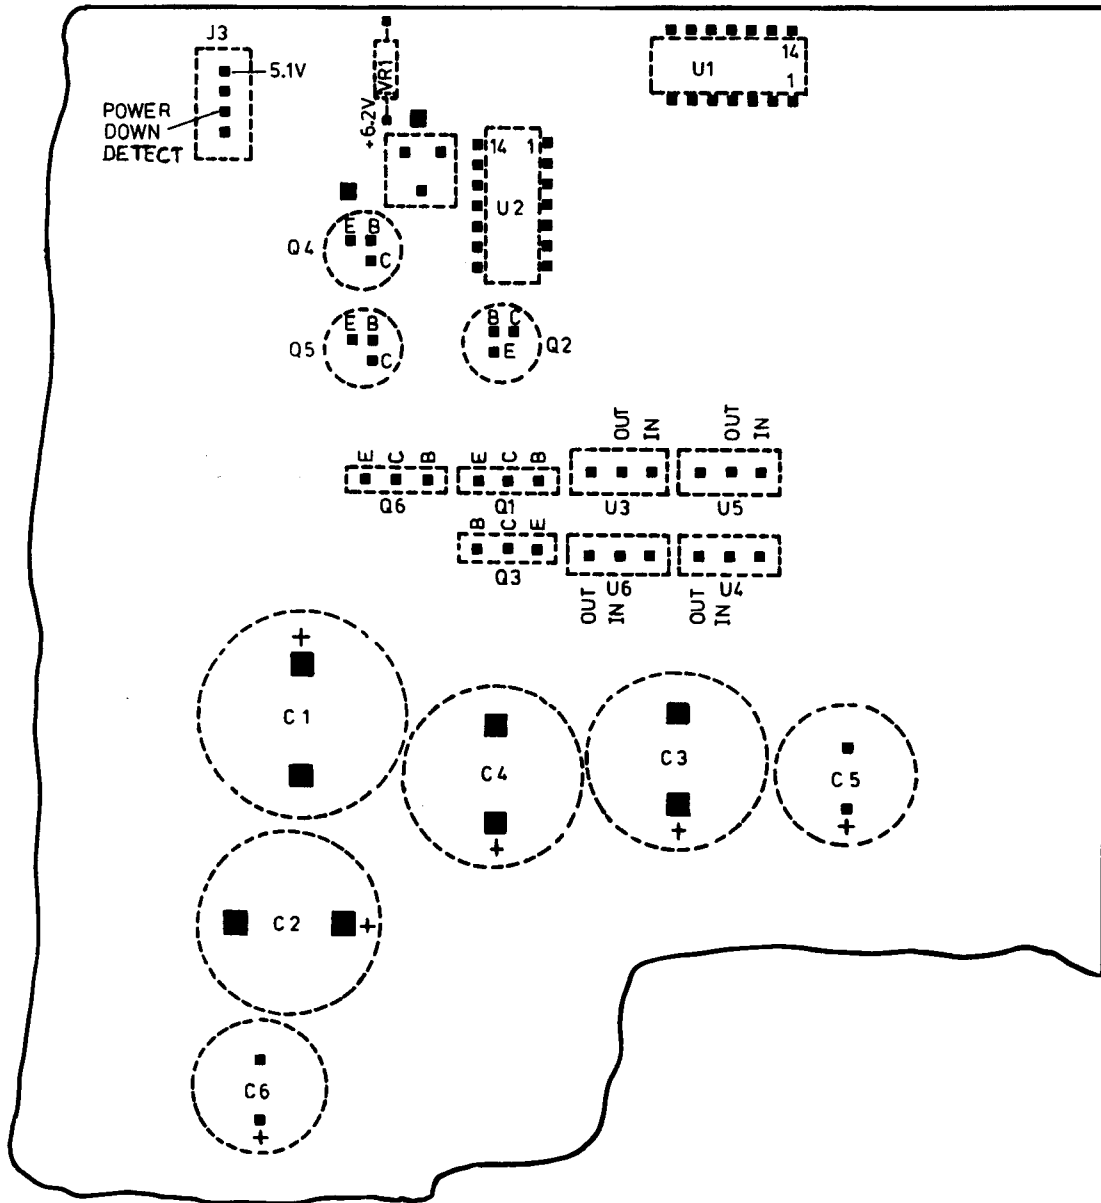 J3
5.1V
POWER
DOWN
DETECT
VR1
+6.2V
U1
14
1
14 1
U2
E B
Q4
C
E B
Q5
C
B C
E
Q2
OUT
IN
OUT
IN
E C B
Q6
E C B
Q1
U3
U5
B C E
Q3
U6
OUT
IN
U4
OUT
IN
+
C1
C4
+
C3
+
C5
+
C2
+
C6
+